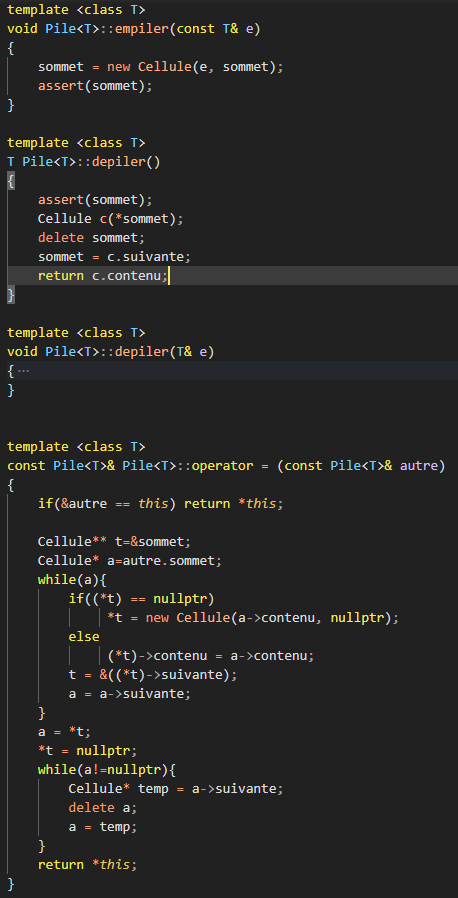 template <class T>
void Pile<T>::empiler(const T& e)
{
    sommet = new Cellule(e, sommet);
    assert(sommet);
}
template <class T>
T Pile<T>::depiler()
{
    assert(sommet);
    Cellule c(*sommet);
    delete sommet;
    sommet = c.suivante;
    return c.contenu;
}
template <class T>
void Pile<T>::depiler(T& e)
{ ⋯
}
template <class T>
const Pile<T>& Pile<T>::operator = (const Pile<T>& autre)
{
    if(&autre == this) return *this;
    Cellule** t=&sommet;
    Cellule* a=autre.sommet;
    while(a){
        if((*t) == nullptr)
            *t = new Cellule(a->contenu, nullptr);
        else
            (*t)->contenu = a->contenu;
        t = &((*t)->suivante);
        a = a->suivante;
    }
    a = *t;
    *t = nullptr;
    while(a!=nullptr){
        Cellule* temp = a->suivante;
        delete a;
        a = temp;
    }
    return *this;
}